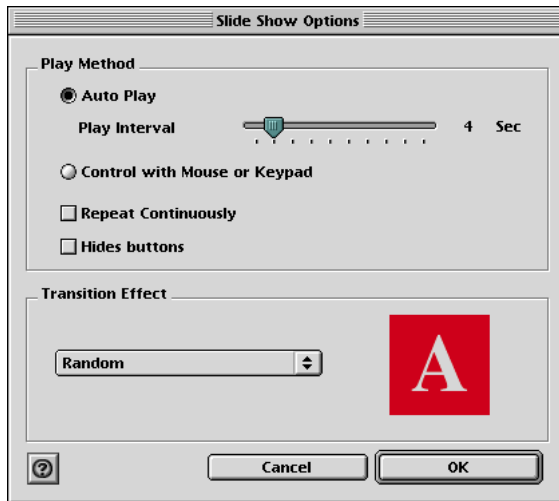 Slide Show Options
Play Method
Auto Play
Play Interval 4 Sec
Control with Mouse or Keypad
Repeat Continuously
Hides buttons
Transition Effect
Random
A
?
Cancel OK